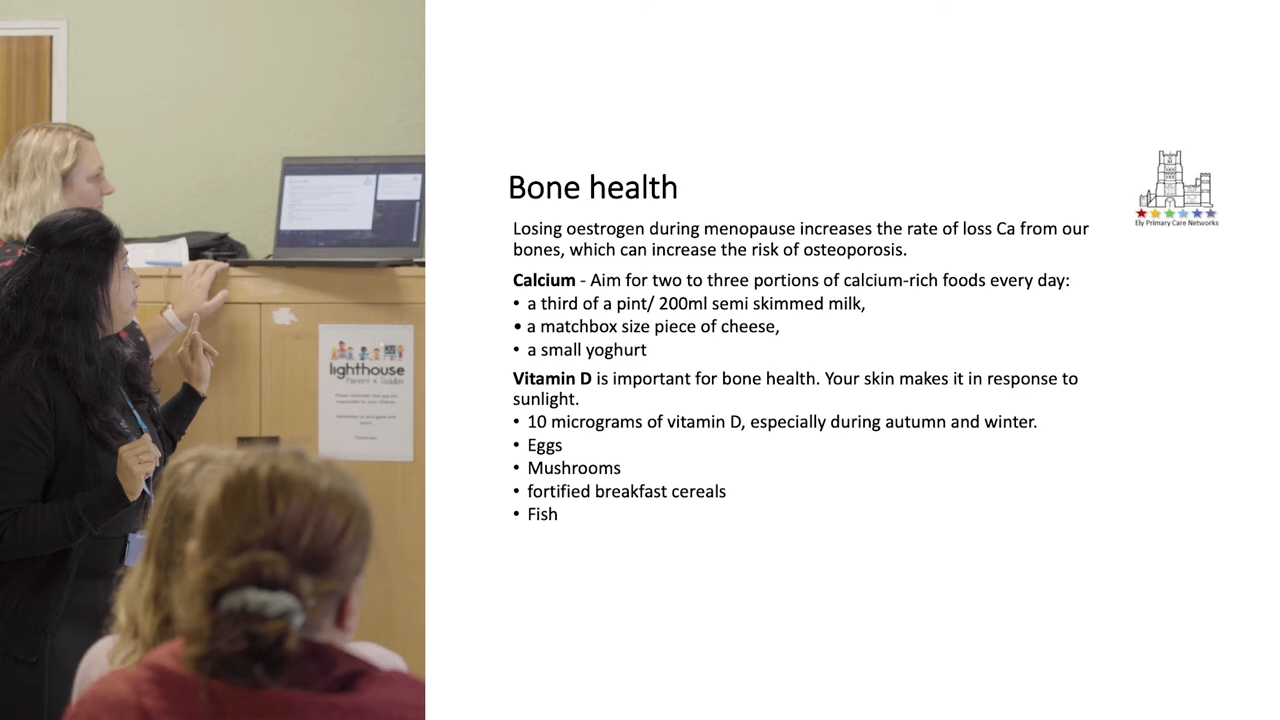 Bone health
Ely Primary Care Networks
Losing oestrogen during menopause increases the rate of loss Ca from our
bones, which can increase the risk of osteoporosis.
Calcium - Aim for two to three portions of calcium-rich foods every day:
• a third of a pint/ 200ml semi skimmed milk,
• a matchbox size piece of cheese,
• a small yoghurt
Vitamin D is important for bone health. Your skin makes it in response to
sunlight.
• 10 micrograms of vitamin D, especially during autumn and winter.
• Eggs
• Mushrooms
• fortified breakfast cereals
• Fish
lighthouse
Parent & Toddler
Thank you.